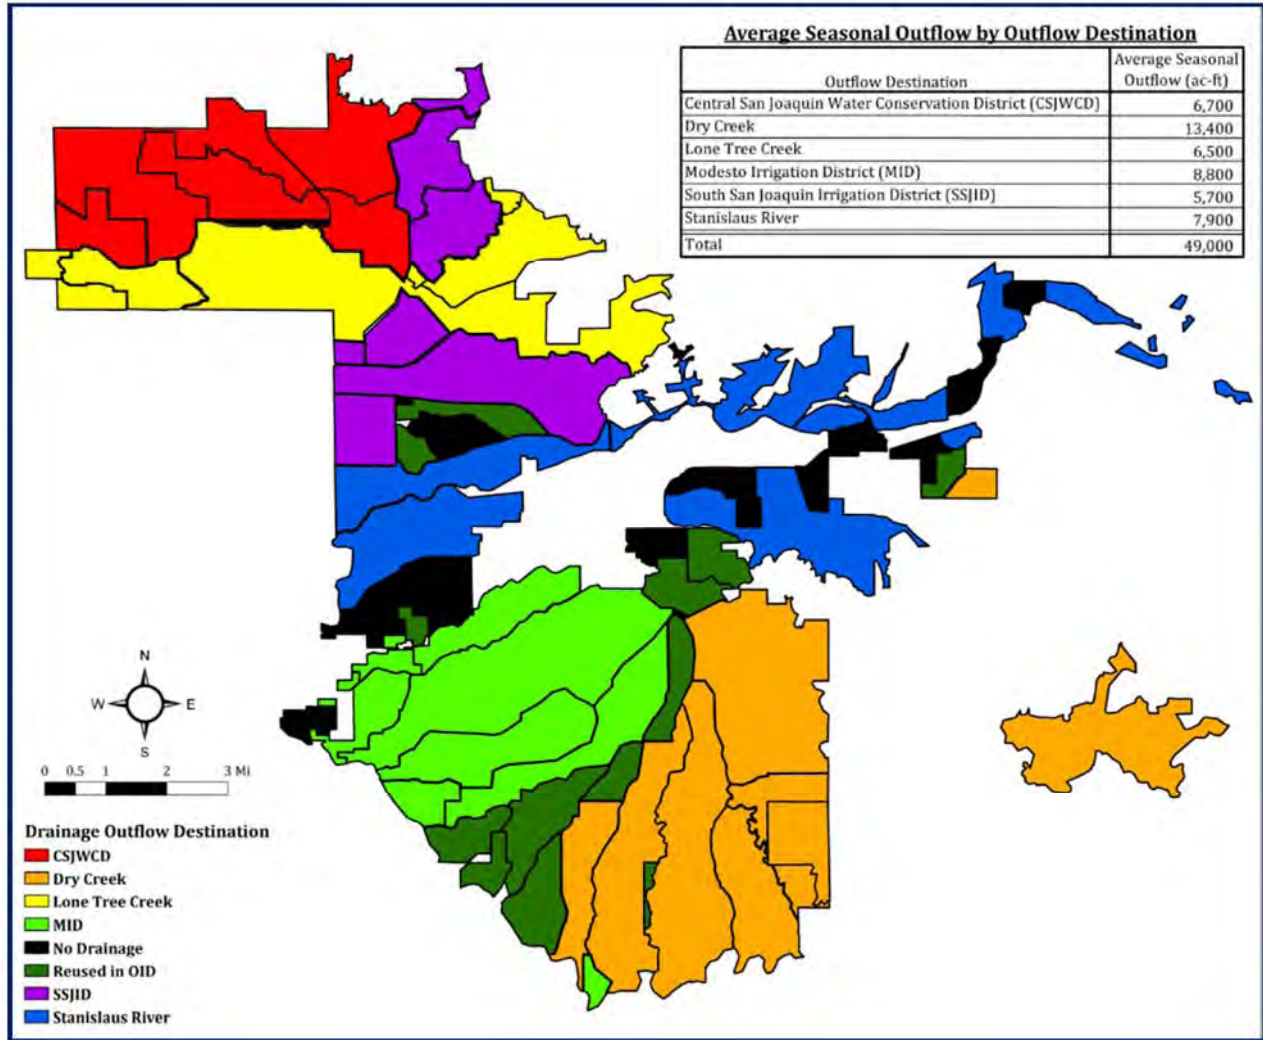 Average Seasonal Outflow by Outflow Destination
Outflow Destination Average Seasonal Outflow (ac-ft)
Central San Joaquin Water Conservation District (CSJWCD) 6,700
Dry Creek 13,400
Lone Tree Creek 6,500
Modesto Irrigation District (MID) 8,800
South San Joaquin Irrigation District (SSJID) 5,700
Stanislaus River 7,900
Total 49,000
N
W E
S
0 0.5 1 2 3 Mi
Drainage Outflow Destination
CSJWCD
Dry Creek
Lone Tree Creek
MID
No Drainage
Reused in OID
SSJID
Stanislaus River